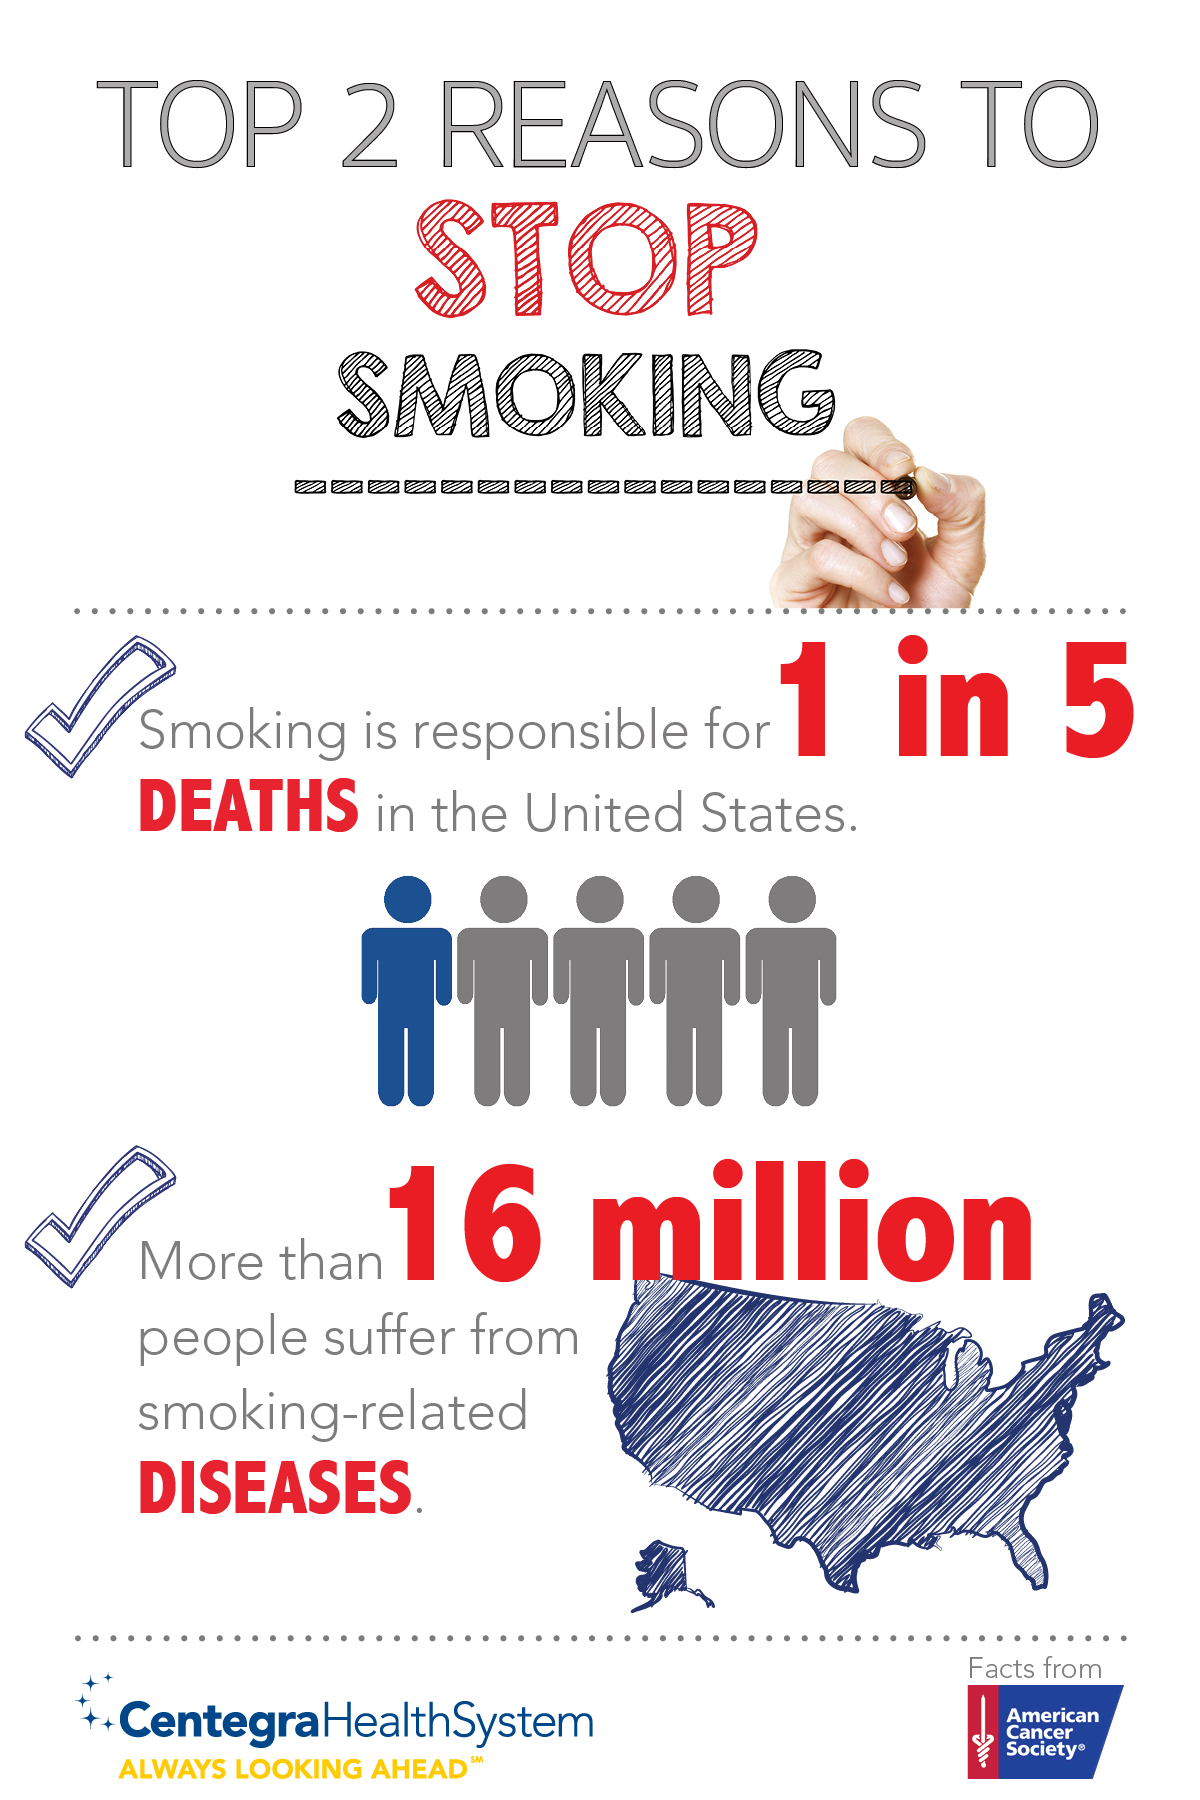 TOP 2 REASONS TO
STOP
SMOKING
Smoking is responsible for 1 in 5
DEATHS in the United States.
More than 16 million
people suffer from
smoking-related
DISEASES.
Facts from
American
Cancer
Society®
CentegraHealthSystem
ALWAYS LOOKING AHEAD℠